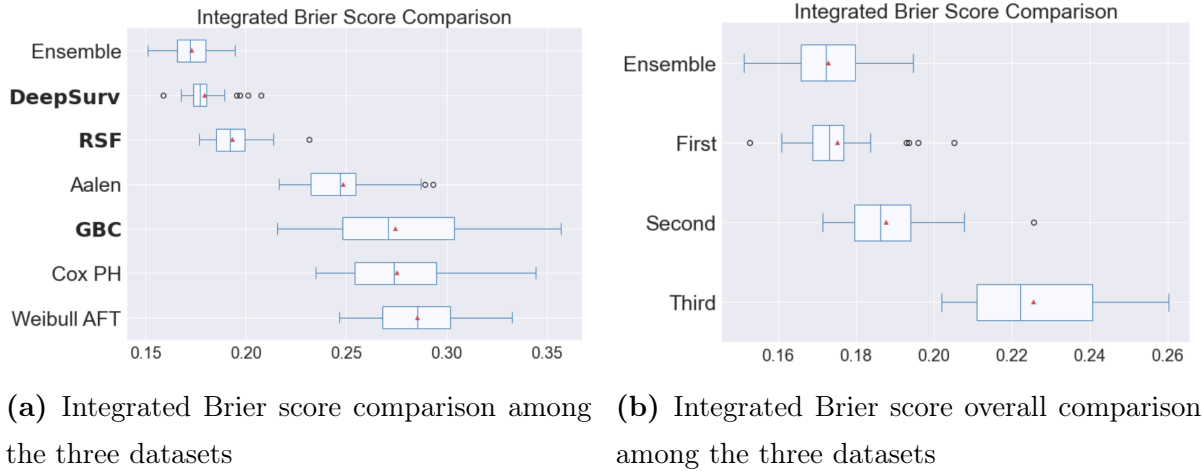 Integrated Brier Score Comparison
Ensemble
DeepSurv
RSF
Aalen
GBC
Cox PH
Weibull AFT
0.15 0.20 0.25 0.30 0.35
(a) Integrated Brier score comparison among
the three datasets
Integrated Brier Score Comparison
Ensemble
First
Second
Third
0.16 0.18 0.20 0.22 0.24 0.26
(b) Integrated Brier score overall comparison
among the three datasets